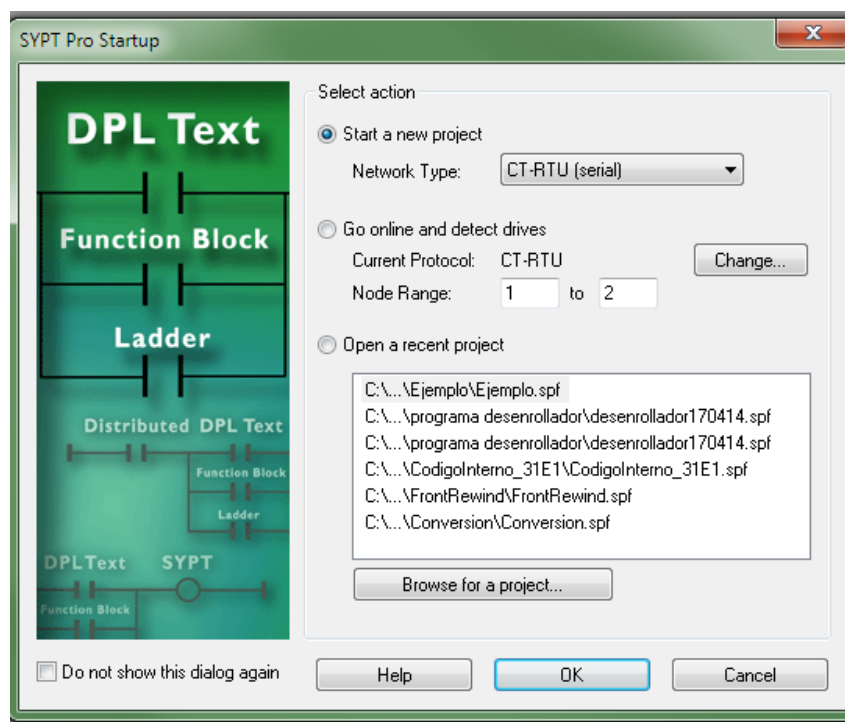 SYPT Pro Startup
DPL Text
Function Block
Ladder
Distributed DPL Text
Function Block
Ladder
DPLText SYPT
Function Block
Select action
Start a new project
Network Type: CT-RTU (serial)
Go online and detect drives
Current Protocol: CT-RTU Change...
Node Range: 1 to 2
Open a recent project
C:\...\Ejemplo\Ejemplo.spf
C:\...\programa desenrollador\desenrollador170414.spf
C:\...\programa desenrollador\desenrollador170414.spf
C:\...\CodigoInterno_31E1\CodigoInterno_31E1.spf
C:\...\FrontRewind\FrontRewind.spf
C:\...\Conversion\Conversion.spf
Browse for a project...
Do not show this dialog again Help OK Cancel